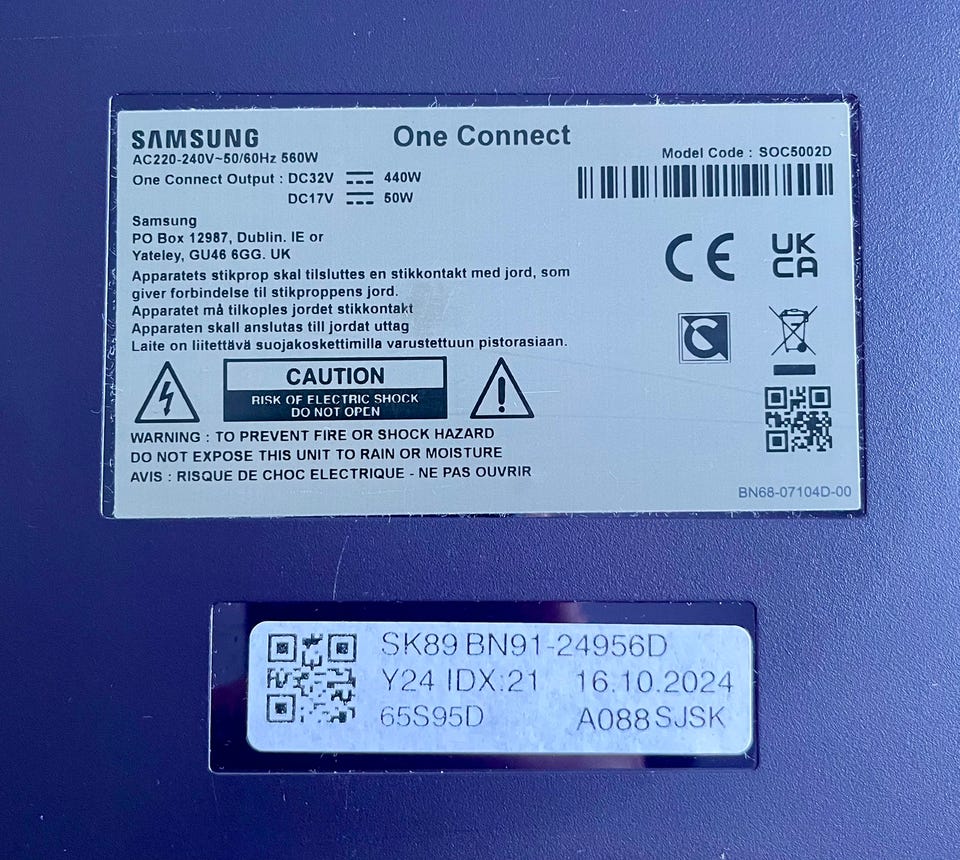 SAMSUNG
One Connect
AC220-240V~50/60Hz 560W
Model Code : SOC5002D
One Connect Output : DC32V ⎓ 440W
DC17V ⎓ 50W
Samsung
PO Box 12987, Dublin. IE or
Yateley, GU46 6GG. UK
Apparatets stikprop skal tilsluttes en stikkontakt med jord, som
giver forbindelse til stikproppens jord.
Apparatet må tilkoples jordet stikkontakt
Apparaten skall anslutas till jordat uttag
Laite on liitettävä suojakoskettimilla varustettuun pistorasiaan.
CE
UK
CA
CAUTION
RISK OF ELECTRIC SHOCK
DO NOT OPEN
WARNING : TO PREVENT FIRE OR SHOCK HAZARD
DO NOT EXPOSE THIS UNIT TO RAIN OR MOISTURE
AVIS : RISQUE DE CHOC ELECTRIQUE - NE PAS OUVRIR
BN68-07104D-00
SK89 BN91-24956D
Y24 IDX:21 16.10.2024
65S95D A088SJSK